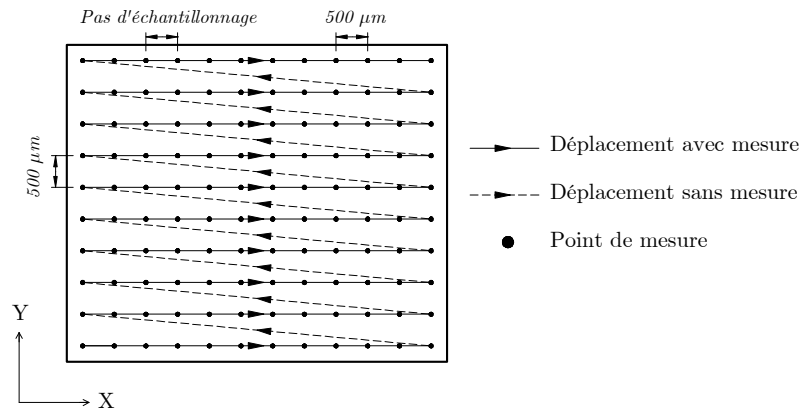 Pas d'échantillonnage
500 μm
500 μm
Déplacement avec mesure
Déplacement sans mesure
Point de mesure
Y
X